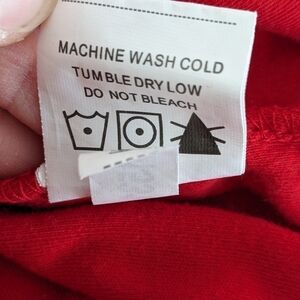 MACHINE WASH COLD
TUMBLE DRY LOW
DO NOT BLEACH